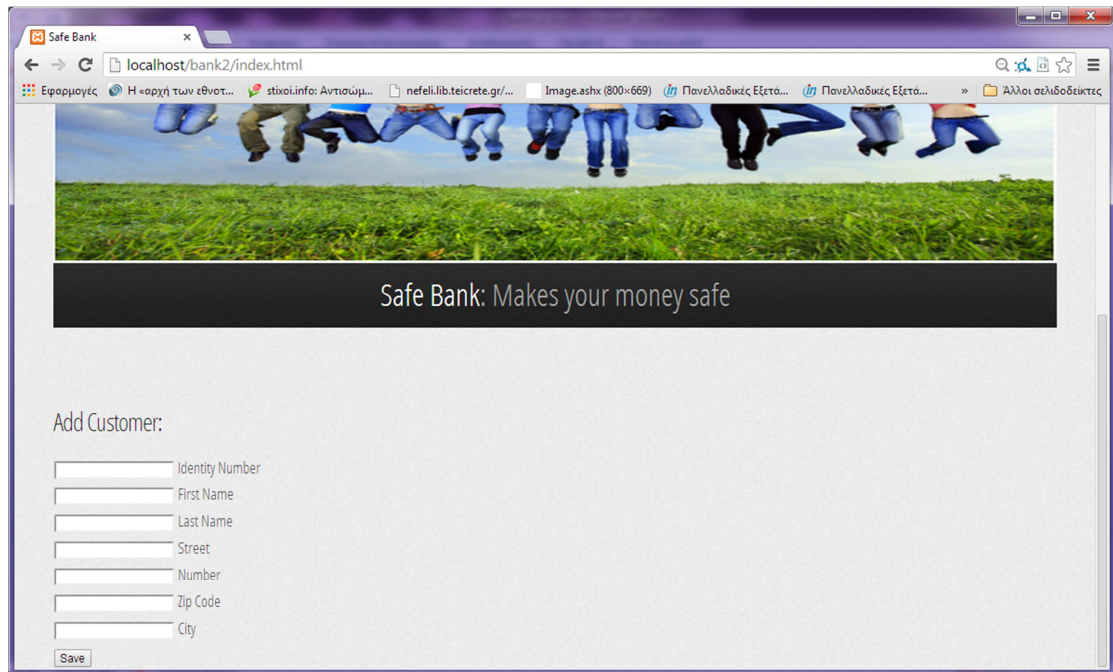 Safe Bank
localhost/bank2/index.html
Εφαρμογές Η «αρχή των εθνοτ... stixoi.info: Αντισώμ... nefeli.lib.teicrete.gr/... Image.ashx (800×669) in Πανελλαδικές Εξετά... in Πανελλαδικές Εξετά... » Άλλοι σελιδοδείκτες
Safe Bank: Makes your money safe
Add Customer:
Identity Number
First Name
Last Name
Street
Number
Zip Code
City
Save